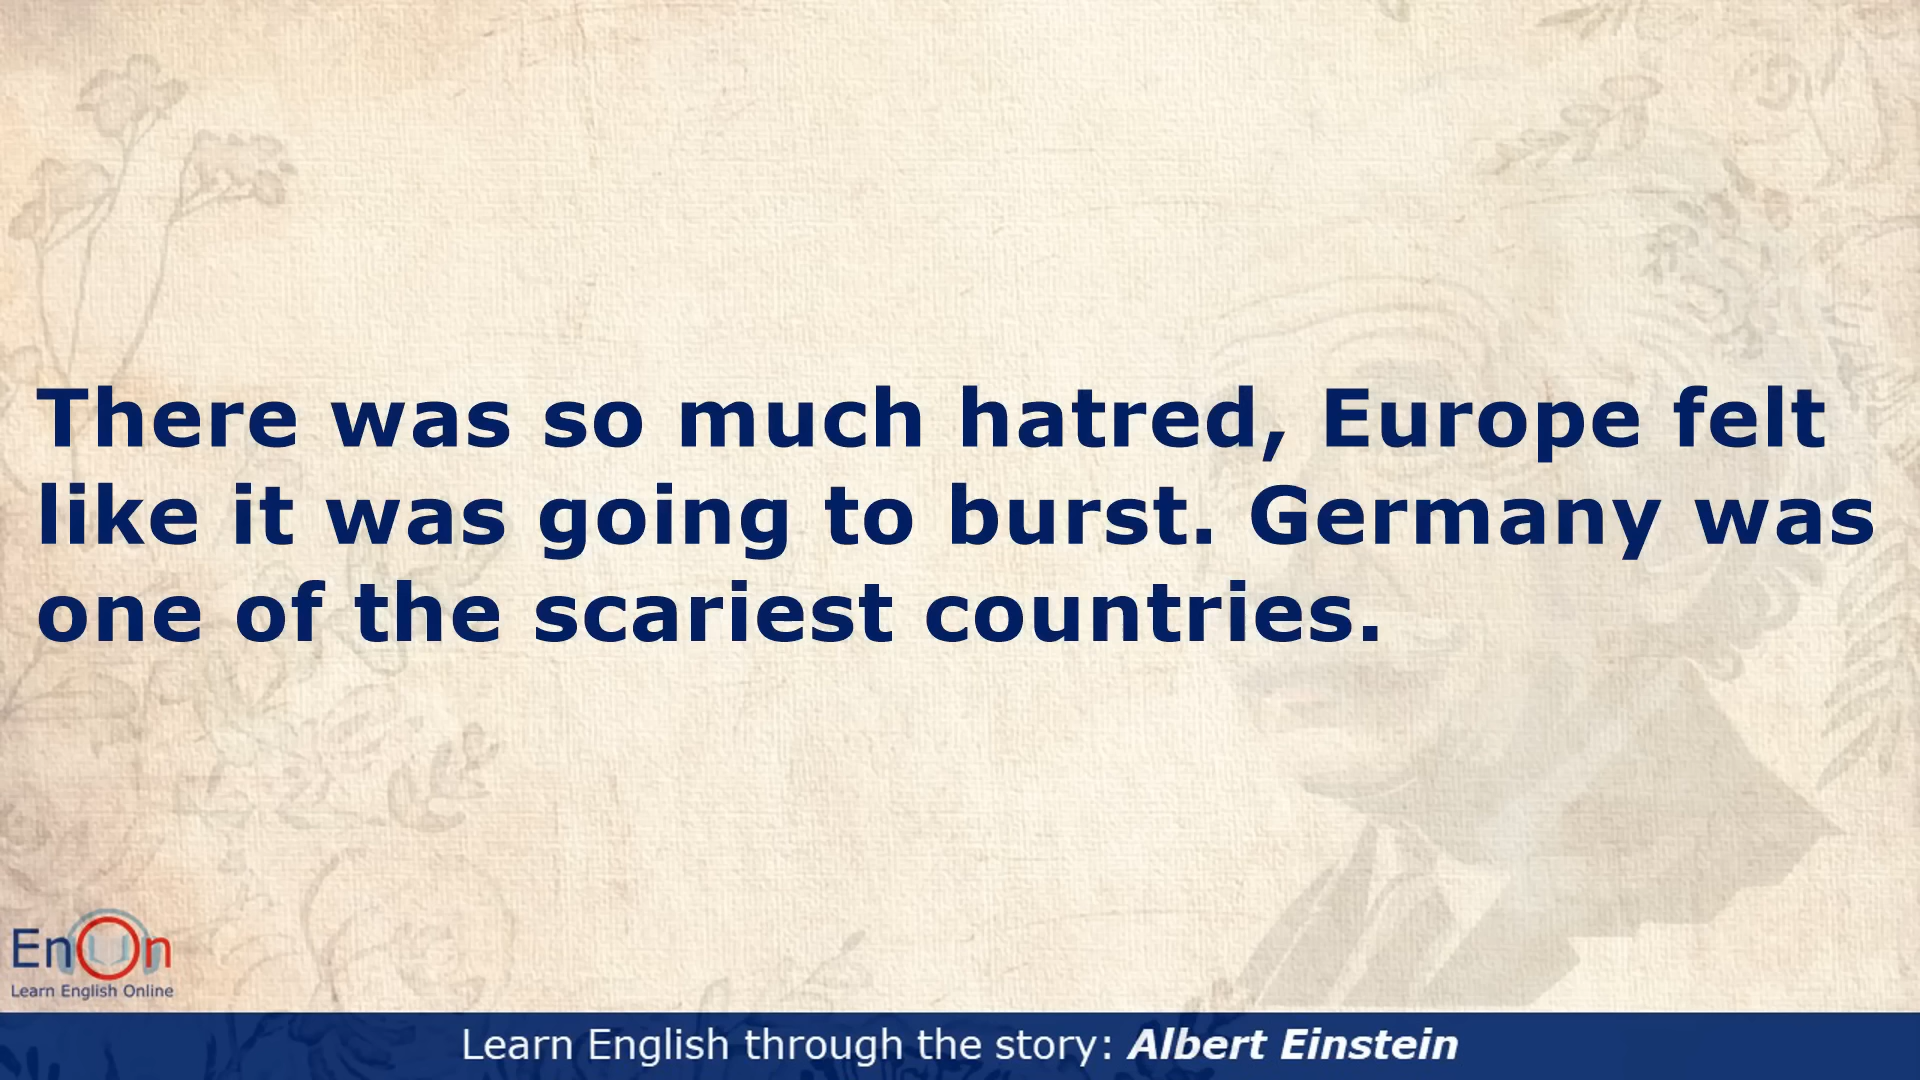 There was so much hatred, Europe felt
like it was going to burst. Germany was
one of the scariest countries.
EnOn
Learn English Online
Learn English through the story: Albert Einstein